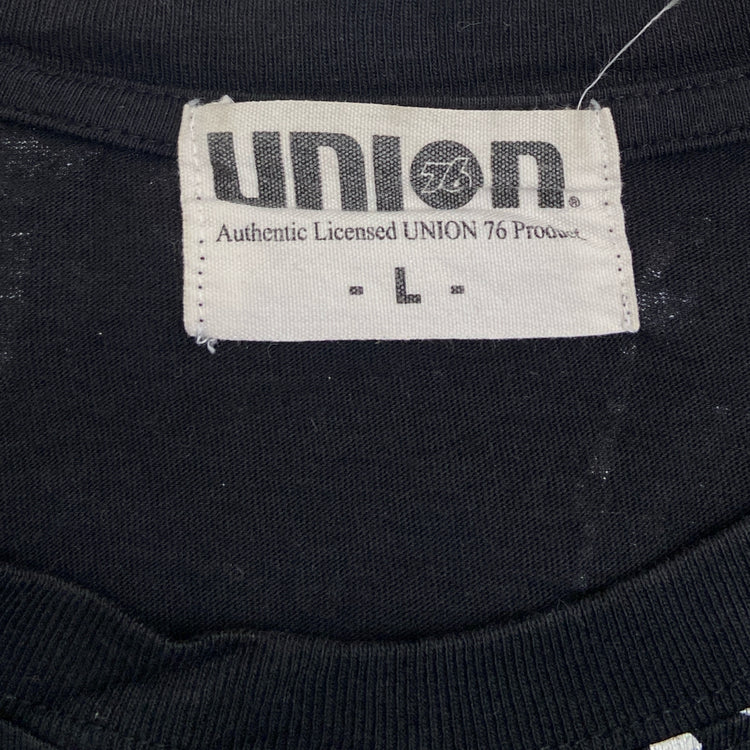 UNION 76®
Authentic Licensed UNION 76 Product
- L -